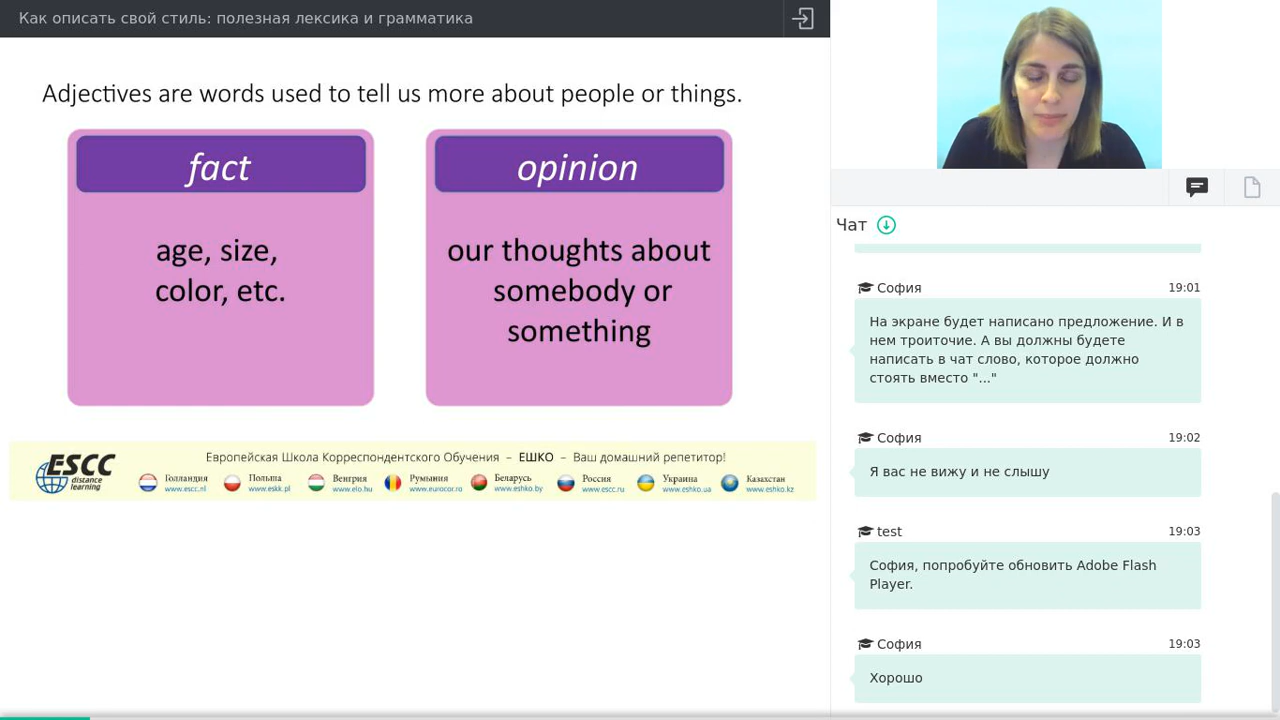 Как описать свой стиль: полезная лексика и грамматика
Adjectives are words used to tell us more about people or things.
fact
age, size,
color, etc.
opinion
our thoughts about
somebody or
something
ESCC
distance
learning
Европейская Школа Корреспондентского Обучения – ЕШКО – Ваш домашний репетитор!
Голландия
www.escc.nl
Польша
www.eskk.pl
Венгрия
www.eio.hu
Румыния
www.eurocor.ro
Беларусь
www.eshko.by
Россия
www.escc.ru
Украина
www.eshko.ua
Казахстан
www.eshko.kz
Чат
София 19:01
На экране будет написано предложение. И в
нем троиточие. А вы должны будете
написать в чат слово, которое должно
стоять вместо "..."
София 19:02
Я вас не вижу и не слышу
test 19:03
София, попробуйте обновить Adobe Flash
Player.
София 19:03
Хорошо